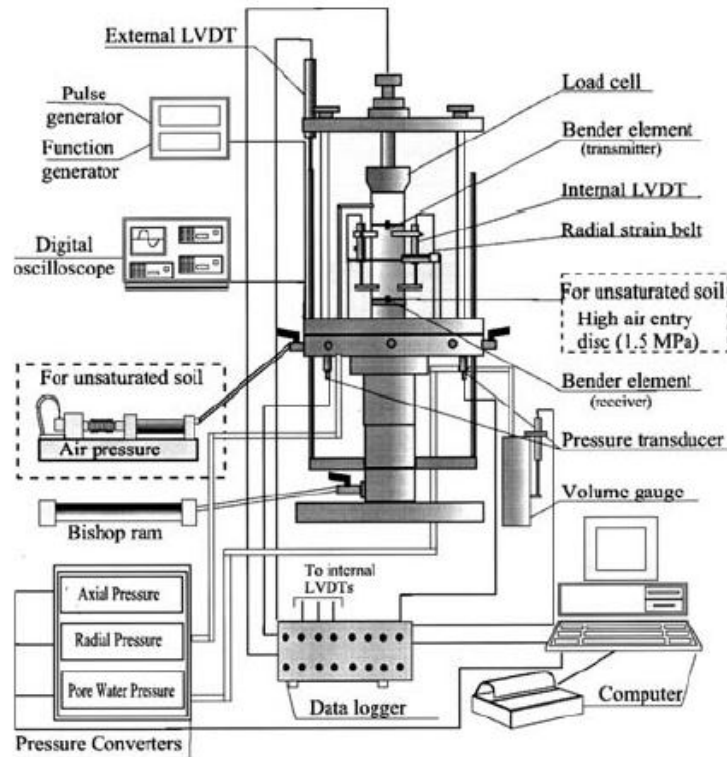 External LVDT
Pulse
generator
Function
generator
Digital
oscilloscope
For unsaturated soil
Air pressure
Bishop ram
Axial Pressure
Radial Pressure
Pore Water Pressure
Pressure Converters
To internal
LVDTs
Data logger
Load cell
Bender element
(transmitter)
Internal LVDT
Radial strain belt
For unsaturated soil
High air entry
disc (1.5 MPa)
Bender element
(receiver)
Pressure transducer
Volume gauge
Computer